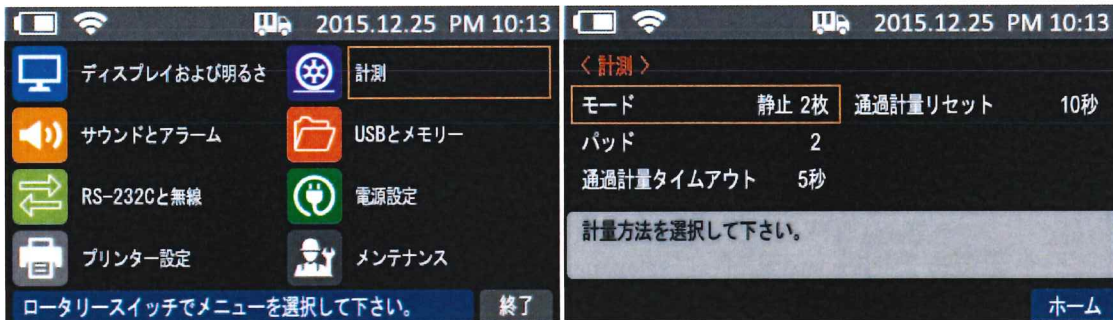 2015.12.25 PM 10:13
ディスプレイおよび明るさ 計測
サウンドとアラーム USBとメモリー
RS-232Cと無線 電源設定
プリンター設定 メンテナンス
ロータリースイッチでメニューを選択して下さい。 終了
2015.12.25 PM 10:13
〈 計測 〉
モード 静止 2枚 通過計量リセット 10秒
パッド 2
通過計量タイムアウト 5秒
計量方法を選択して下さい。
ホーム